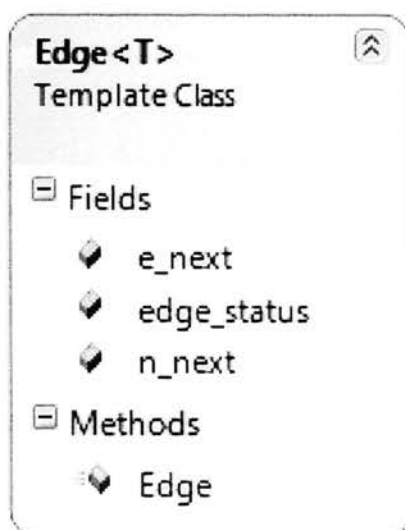 Edge<T>
Template Class
Fields
e_next
edge_status
n_next
Methods
Edge